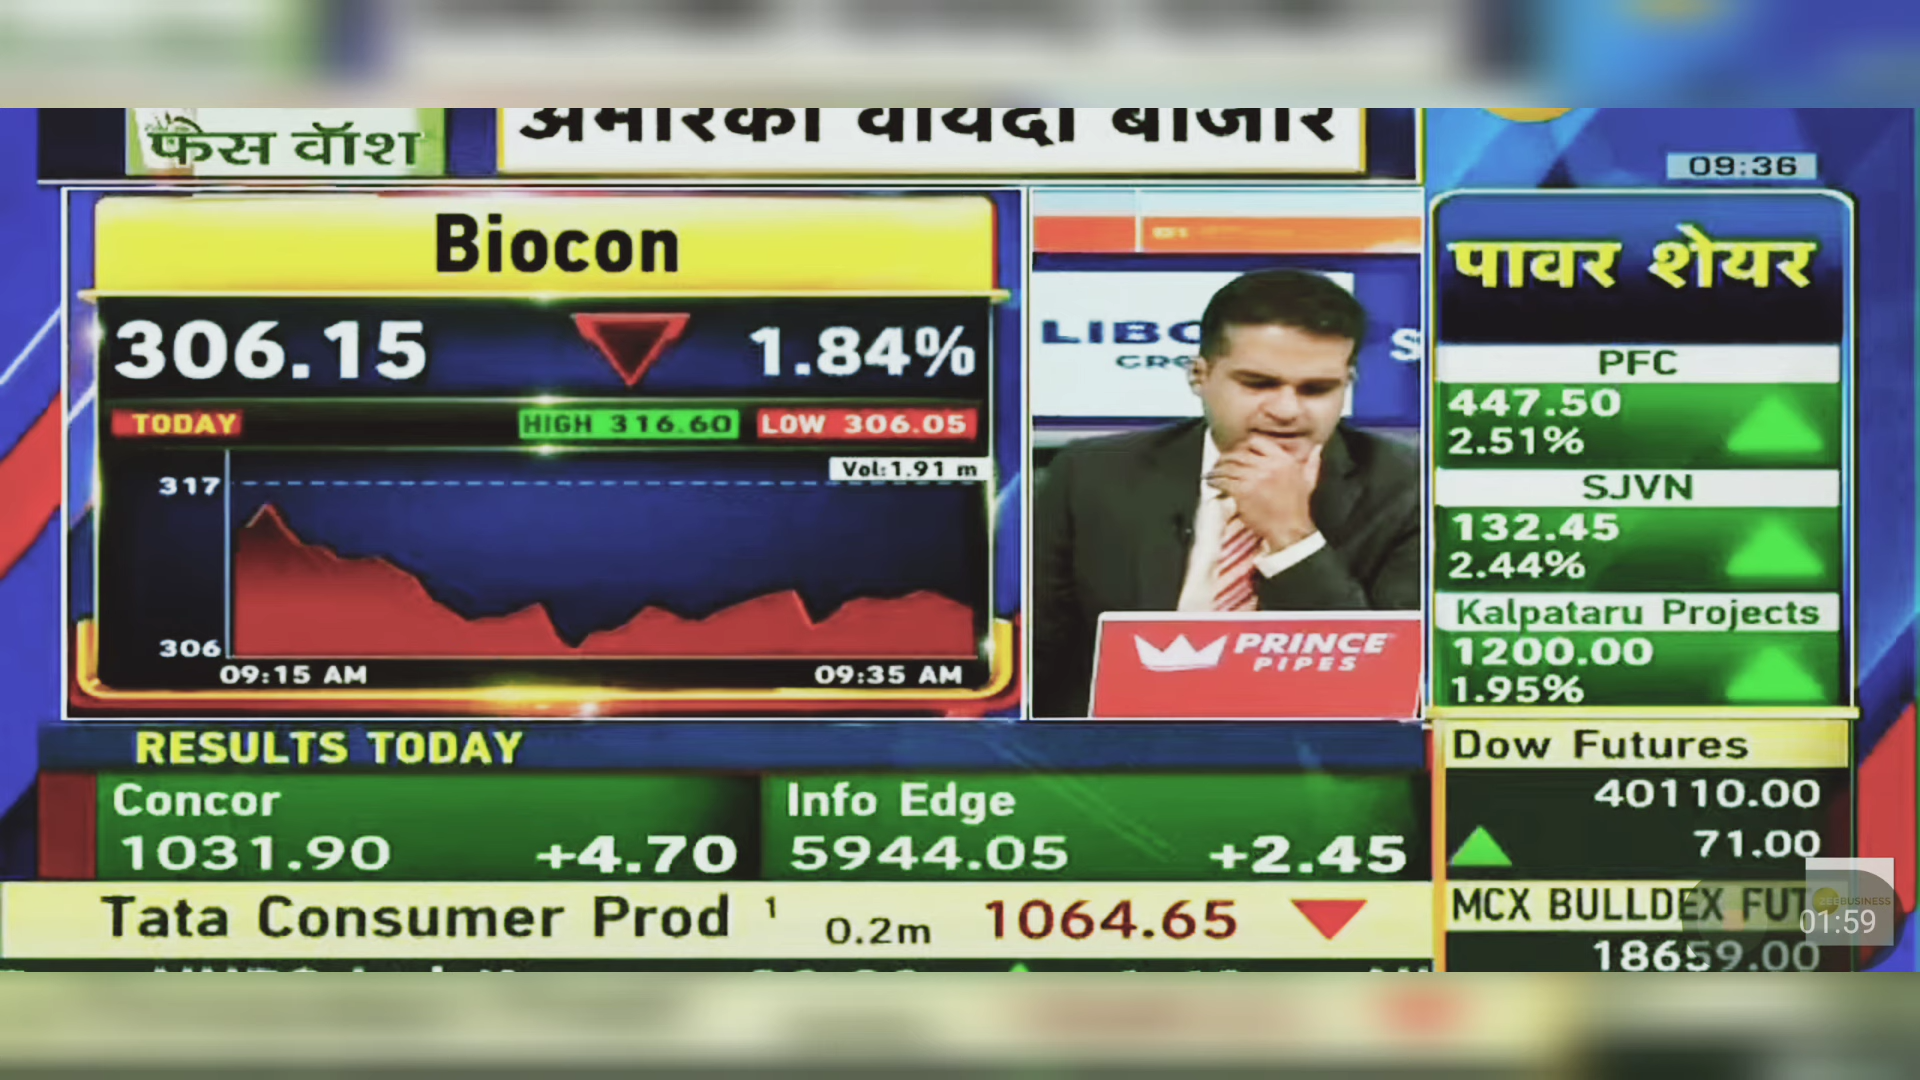 फेस वॉश
अमेरिकी वायदा बाजार
09:36
Biocon
306.15 1.84%
TODAY HIGH 316.60 LOW 306.05
Vol:1.91 m
317
306
09:15 AM 09:35 AM
PRINCE
PIPES
पावर शेयर
PFC
447.50
2.51%
SJVN
132.45
2.44%
Kalpataru Projects
1200.00
1.95%
RESULTS TODAY
Concor
1031.90 +4.70
Info Edge
5944.05 +2.45
Tata Consumer Prod 1 0.2m 1064.65
Dow Futures
40110.00
71.00
MCX BULLDEX FUT
18659.00
ZEEBUSINESS
01:59